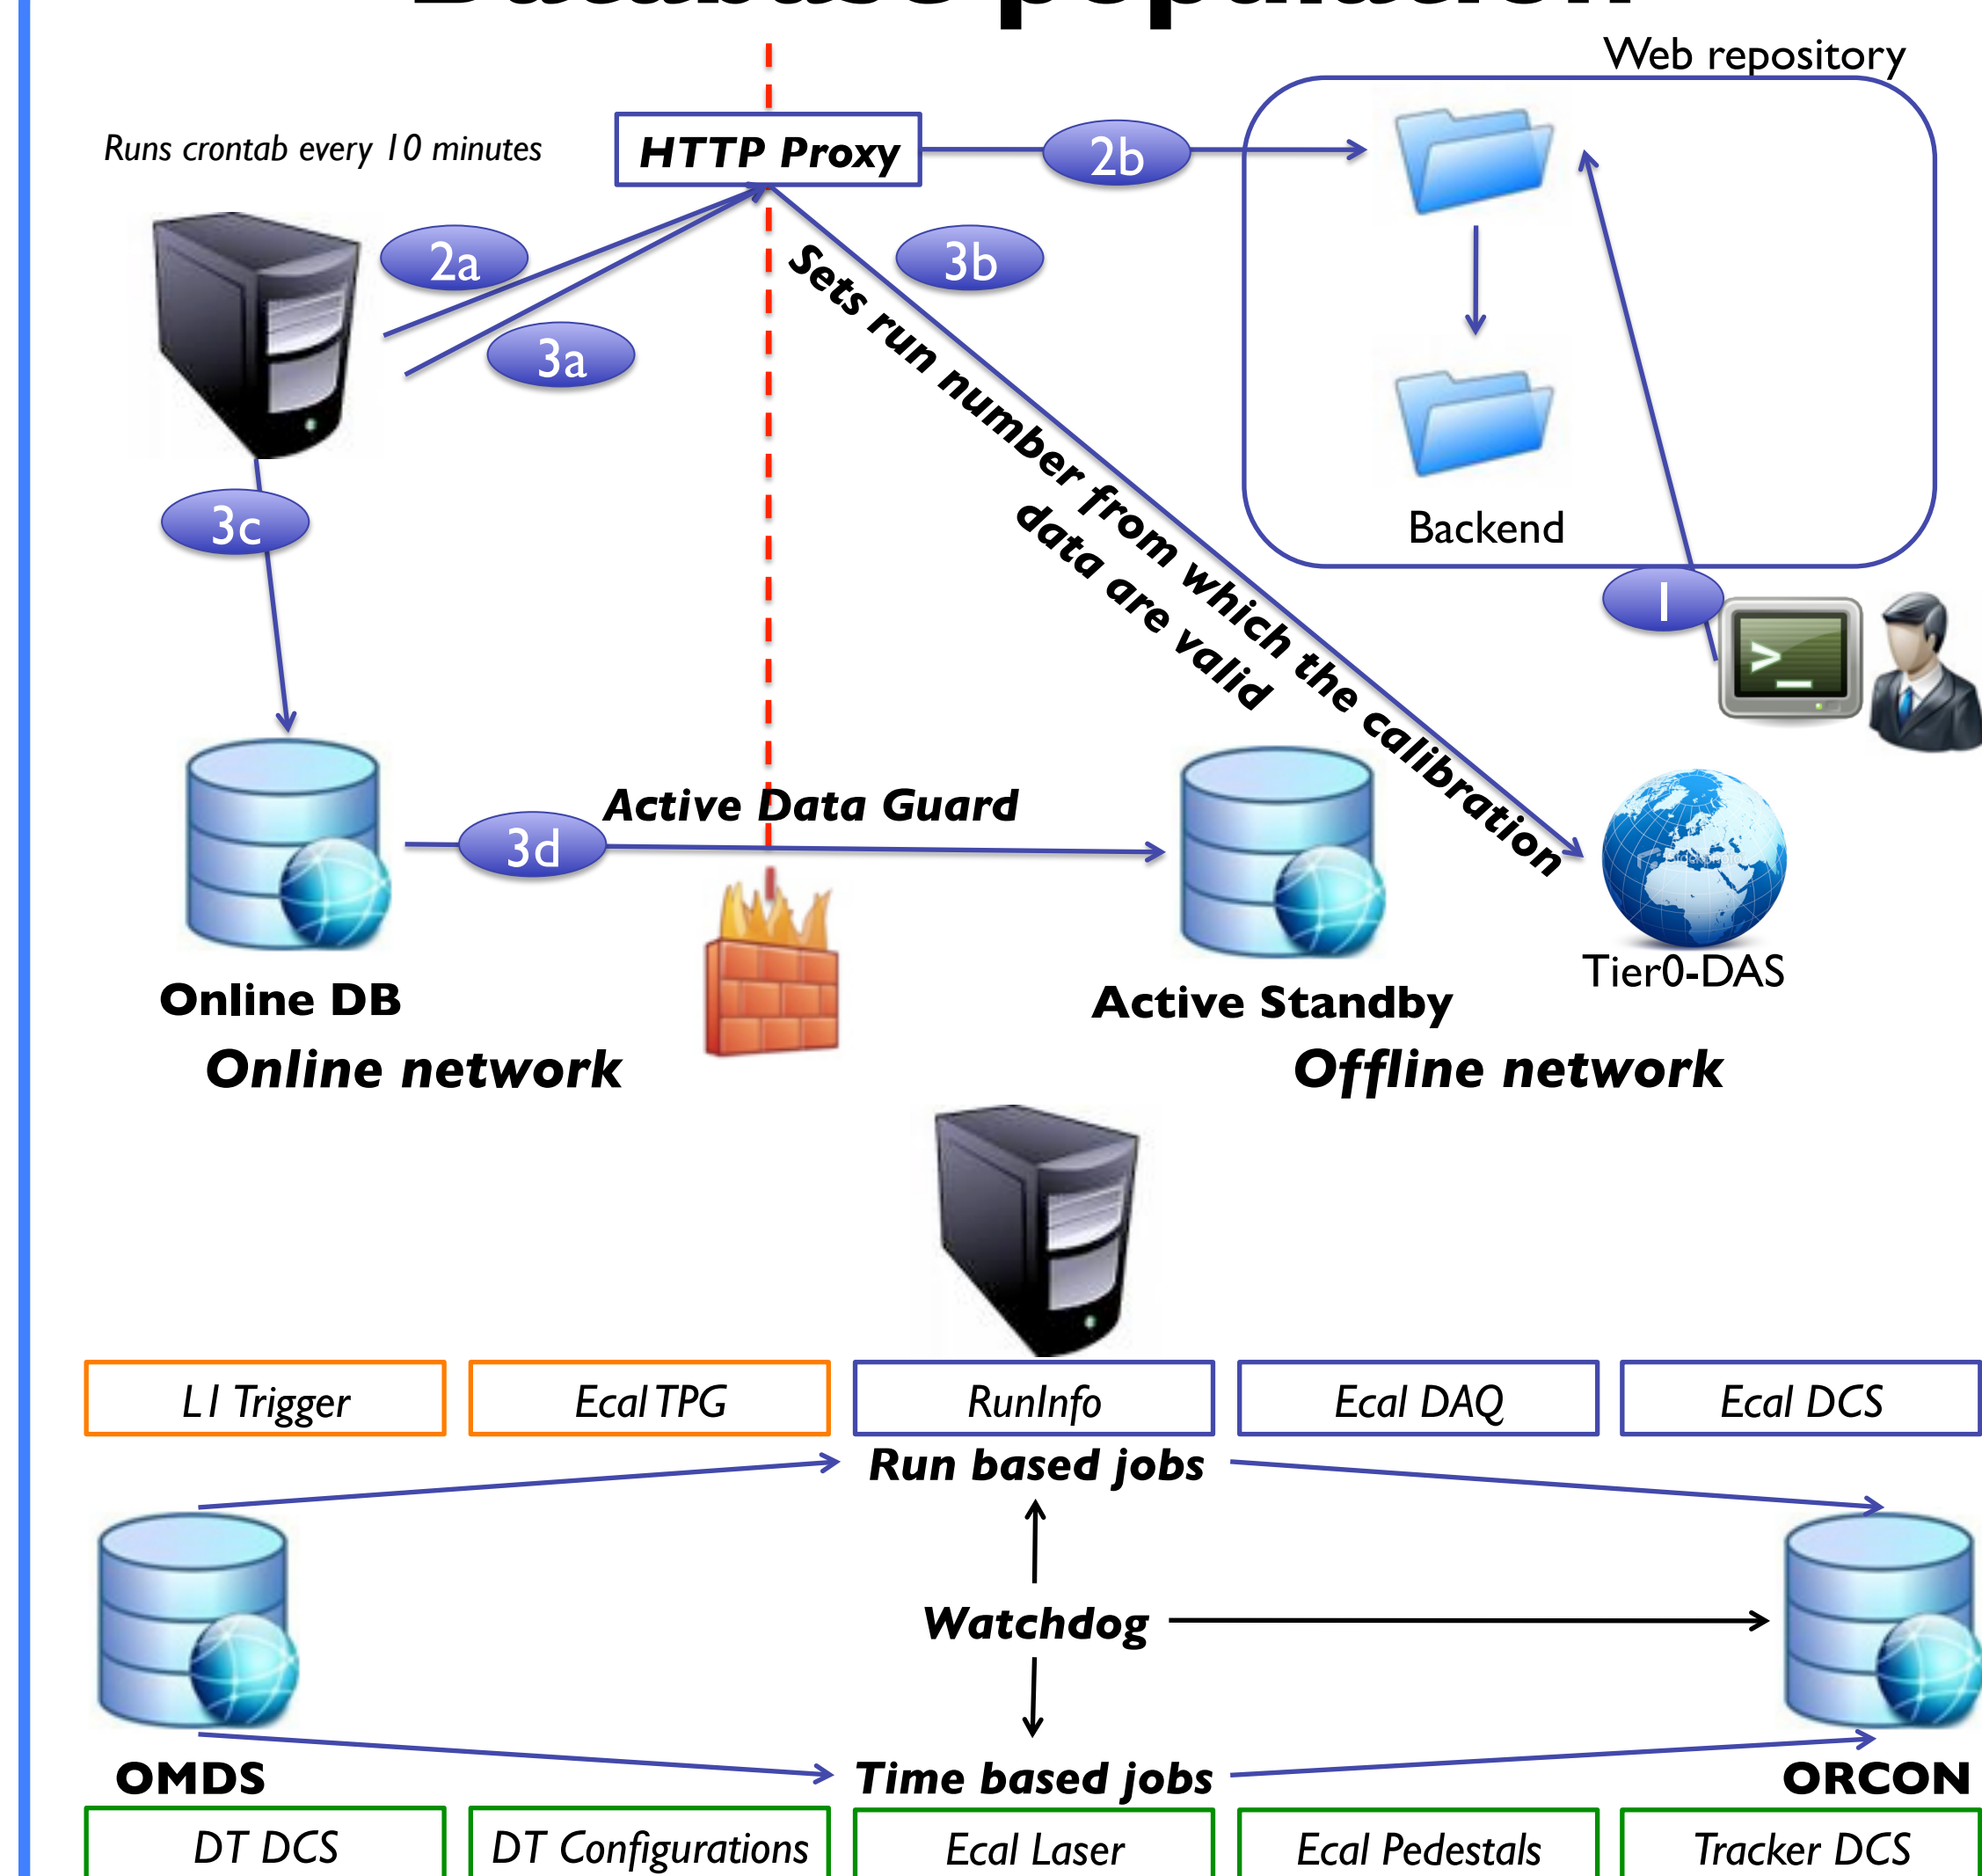 Database population
Web repository
Runs crontab every 10 minutes
HTTP Proxy
2b
2a
3b
3a
Sets run number from which the calibration
data are valid
3c
Backend
1
>_
Active Data Guard
3d
Tier0-DAS
Online DB
Active Standby
Online network
Offline network
L1 Trigger
Ecal TPG
RunInfo
Ecal DAQ
Ecal DCS
Run based jobs
Watchdog
OMDS
Time based jobs
ORCON
DT DCS
DT Configurations
Ecal Laser
Ecal Pedestals
Tracker DCS